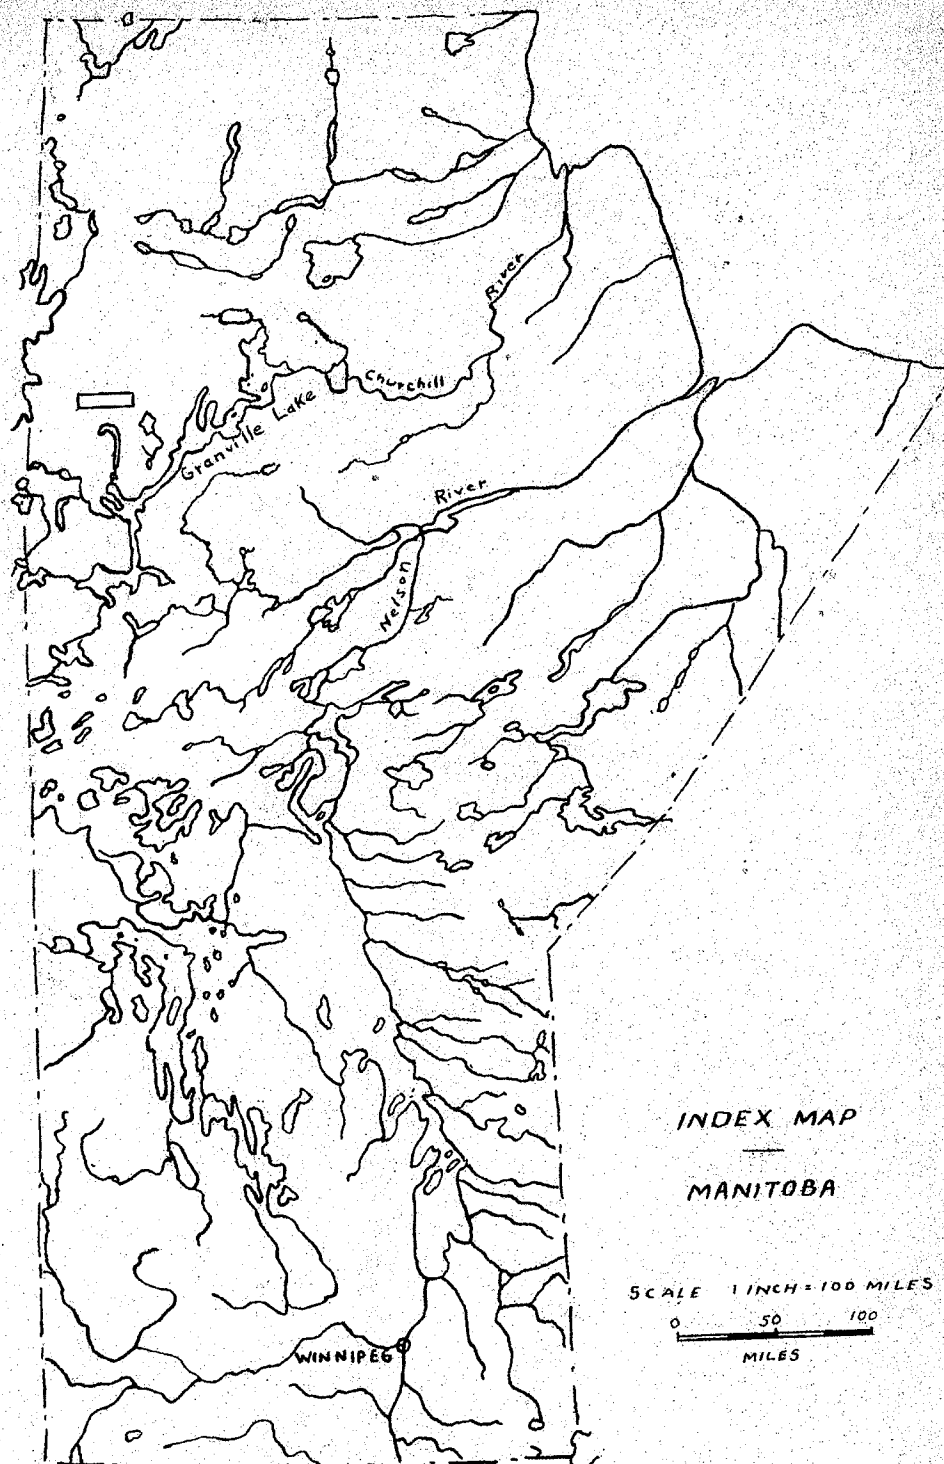 River
Churchill
Granville Lake
River
Nelson
INDEX MAP
MANITOBA
SCALE 1 INCH = 100 MILES
0 50 100
MILES
WINNIPEG